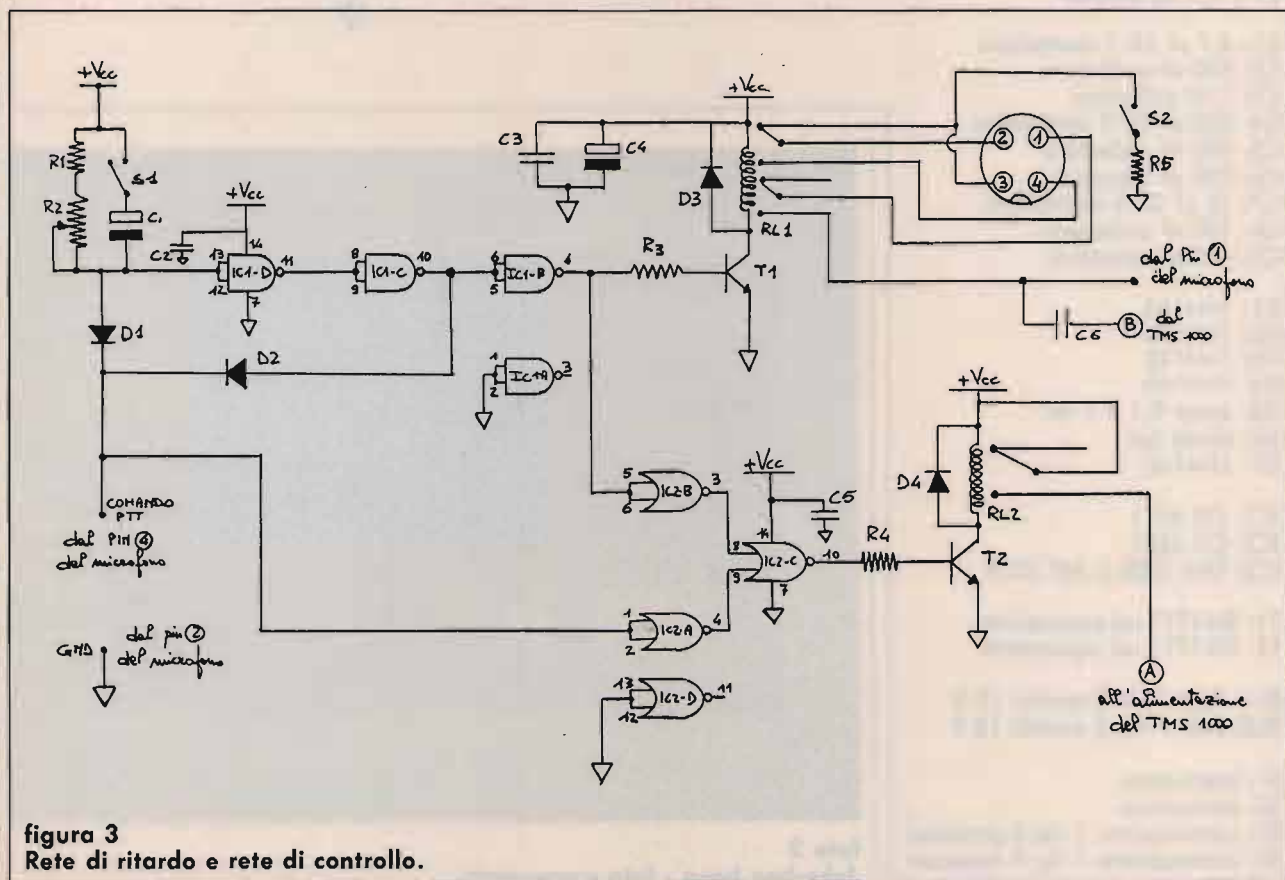 +Vcc
R1
S1
R2
C1
+Vcc
C2
14
13
12
IC1-D
11
7
8
9
IC1-C
10
6
5
IC1-B
4
D1
D2
1
2
IC1A
3
C3
C4
+Vcc
D3
RL1
R3
T1
2
1
3
4
S2
R5
dal Pin 1
del microfono
C6
B
dal
TMS 1000
COMANDO
PTT
dal PIN 4
del microfono
GND
dal pin 2
del microfono
5
6
IC2B
3
1
2
IC2A
4
13
12
IC2-D
11
+Vcc
C5
14
8
9
IC2-C
10
7
R4
+Vcc
D4
RL2
T2
A
all'alimentazione
del TMS 1000
figura 3
Rete di ritardo e rete di controllo.